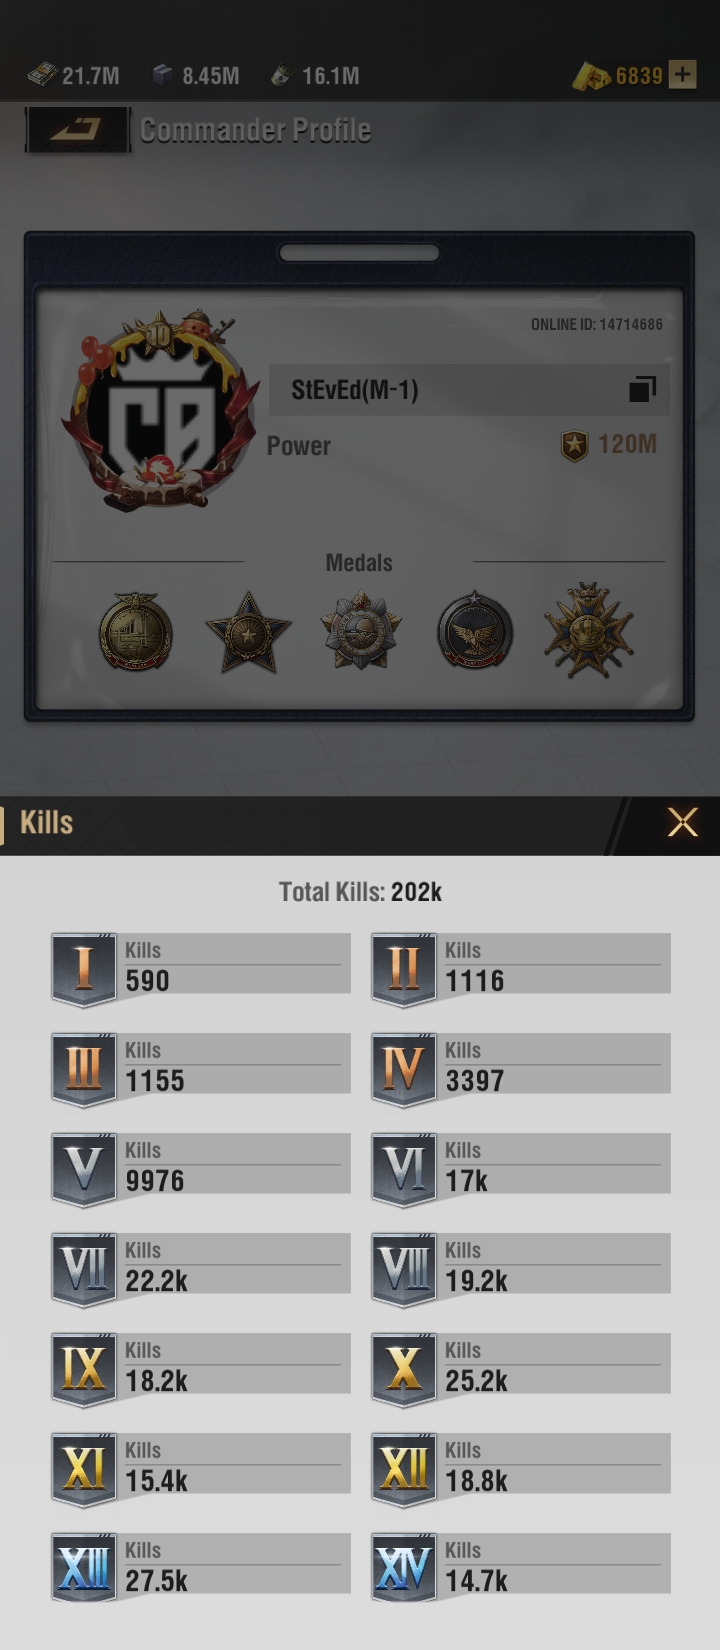 21.7M 8.45M 16.1M 6839 +
Commander Profile
10
ONLINE ID: 14714686
StEvEd(M-1)
Power 120M
Medals
Kills
Total Kills: 202k
I Kills 590
II Kills 1116
III Kills 1155
IV Kills 3397
V Kills 9976
VI Kills 17k
VII Kills 22.2k
VIII Kills 19.2k
IX Kills 18.2k
X Kills 25.2k
XI Kills 15.4k
XII Kills 18.8k
XIII Kills 27.5k
XIV Kills 14.7k